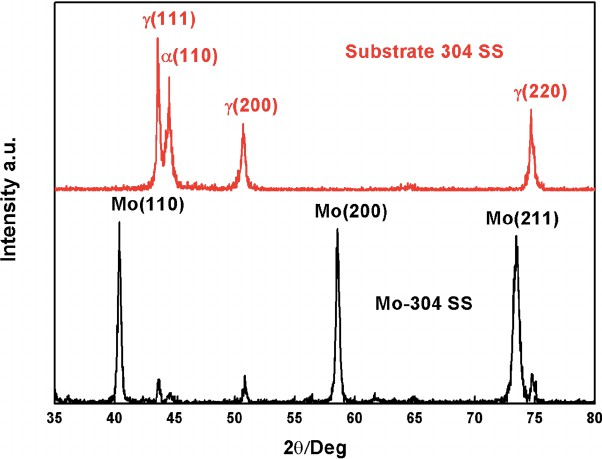 γ(111)
α(110)
Substrate 304 SS
γ(200)
γ(220)
Mo(110)
Mo(200)
Mo(211)
Mo-304 SS
Intensity a.u.
35 40 45 50 55 60 65 70 75 80
2θ/Deg